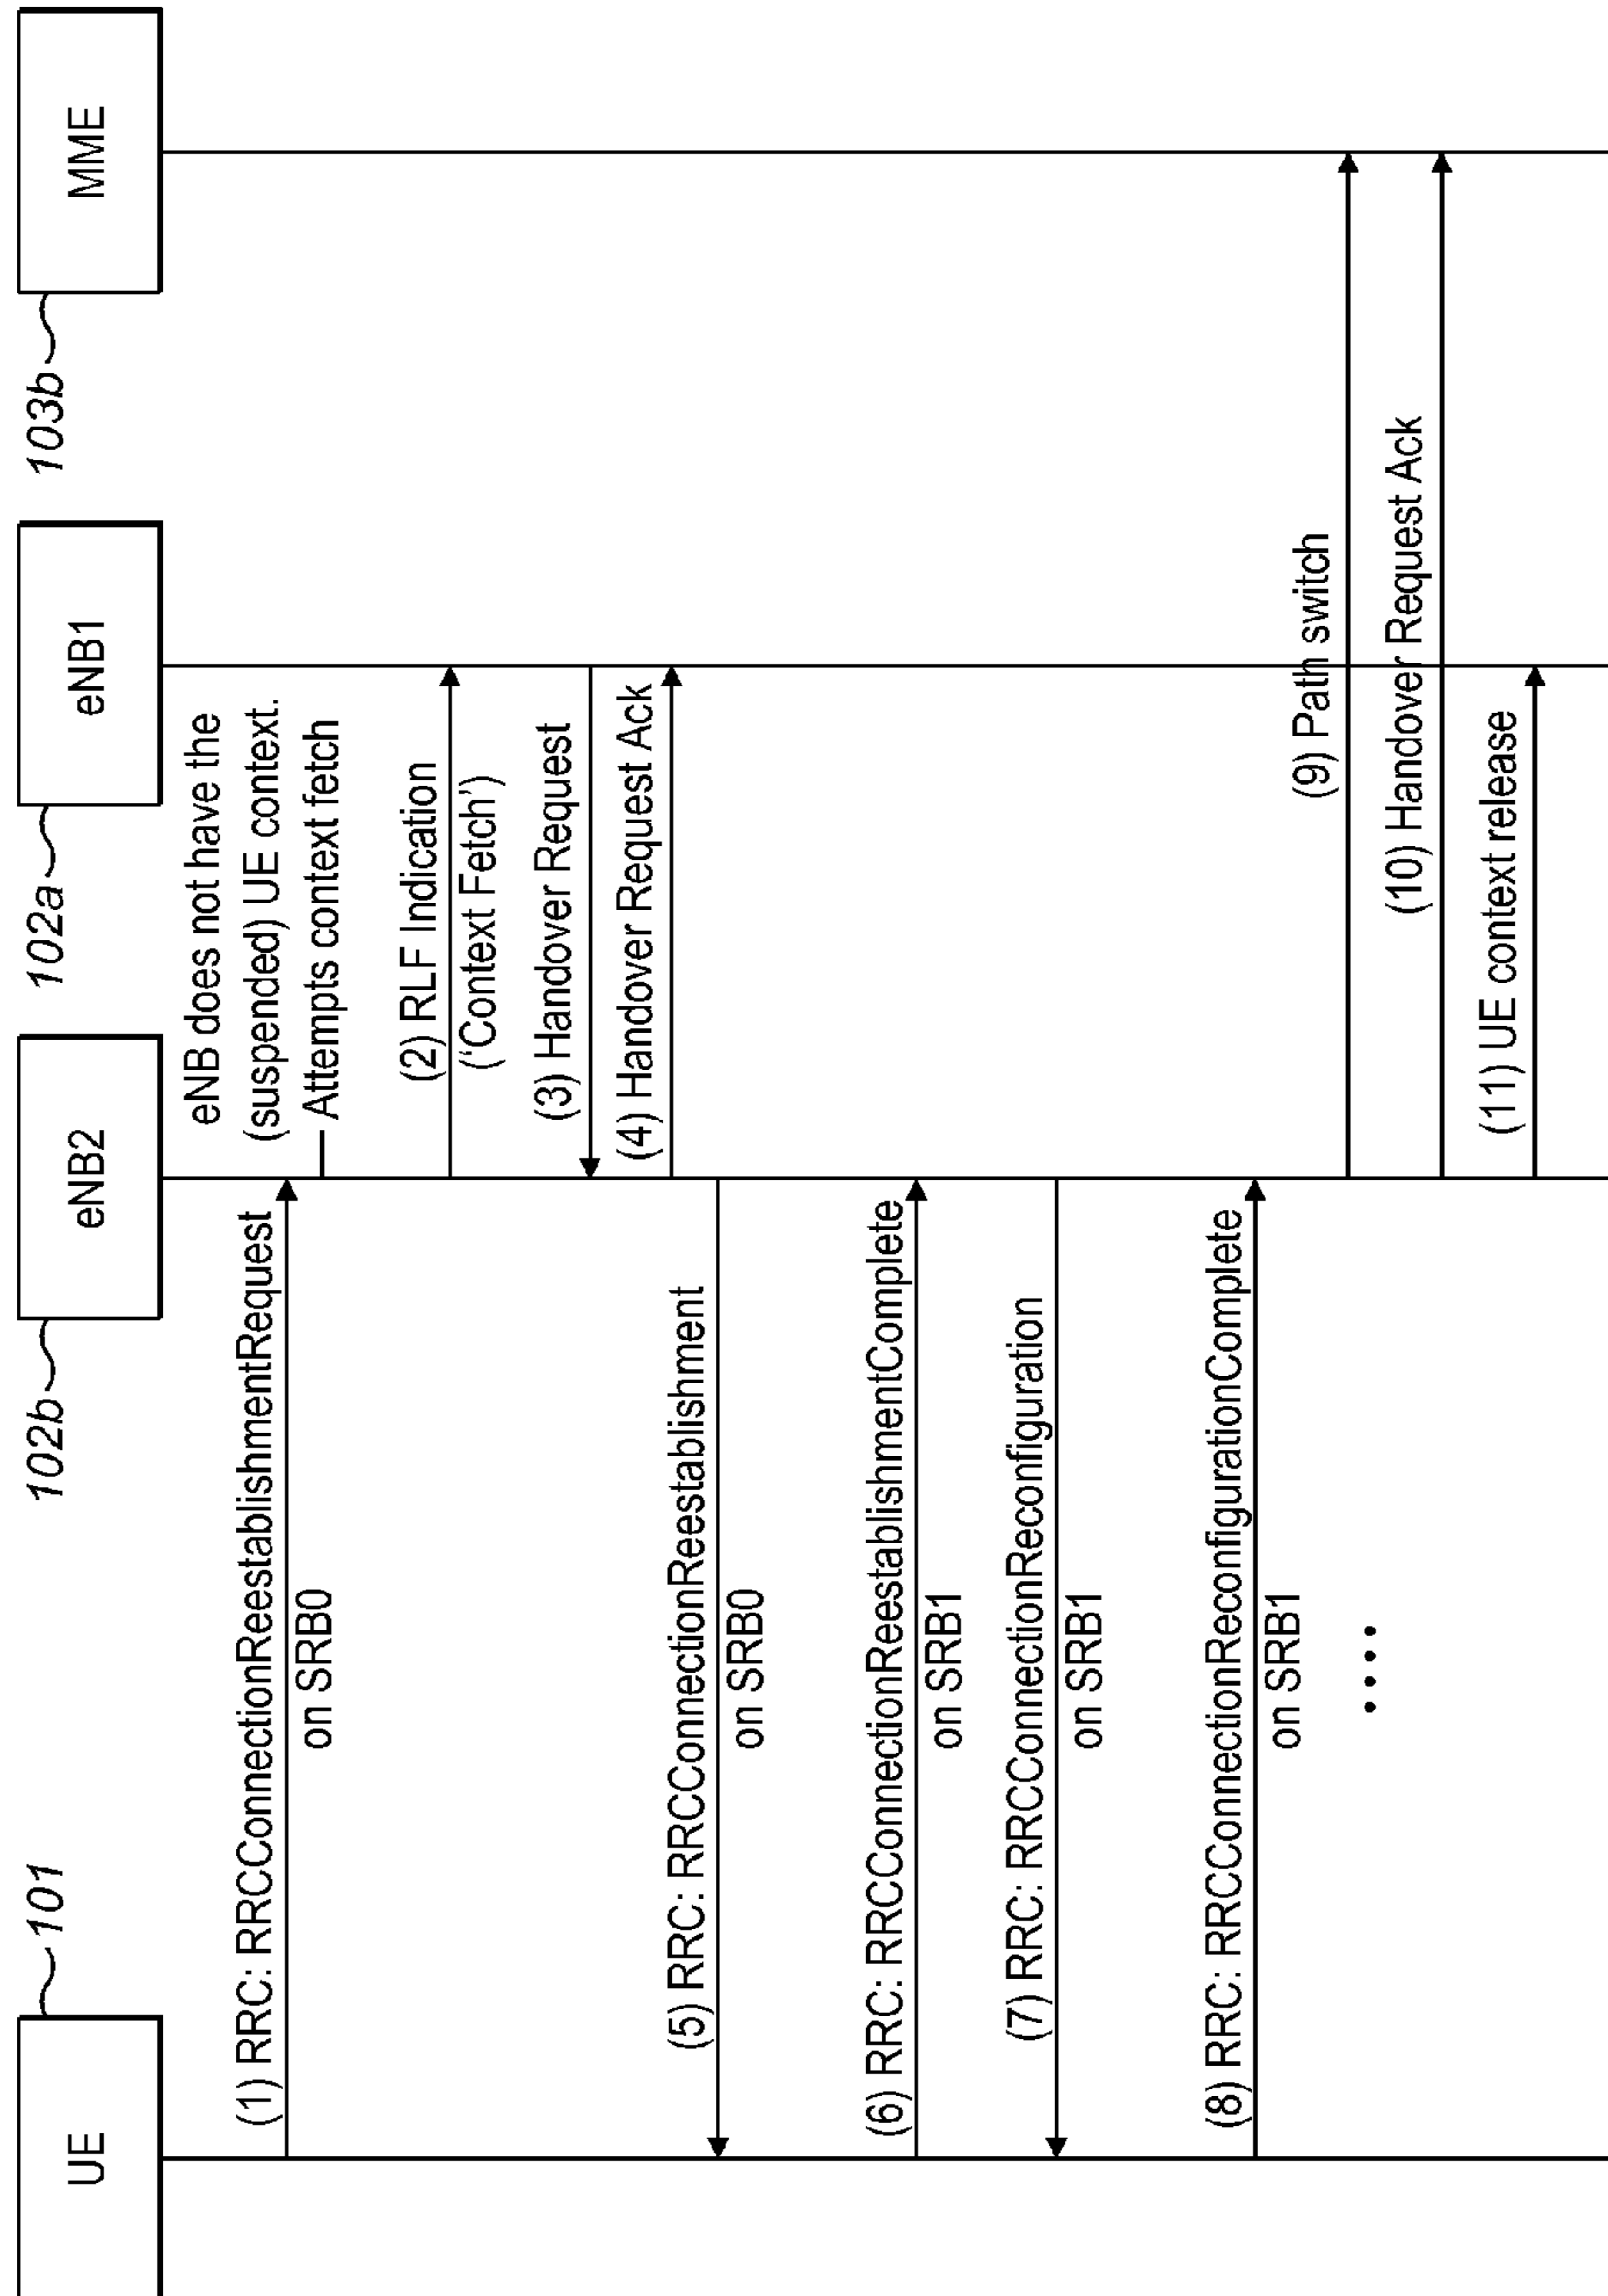 UE
101
eNB2
102b
eNB1
102a
MME
103b
(1) RRC: RRCConnectionReestablishmentRequest
on SRB0
eNB does not have the
(suspended) UE context.
Attempts context fetch
(2) RLF Indication
('Context Fetch')
(3) Handover Request
(4) Handover Request Ack
(5) RRC: RRCConnectionReestablishment
on SRB0
(6) RRC: RRCConnectionReestablishmentComplete
on SRB1
(7) RRC: RRCConnectionReconfiguration
on SRB1
(8) RRC: RRCConnectionReconfigurationComplete
on SRB1
....
(9) Path switch
(10) Handover Request Ack
(11) UE context release